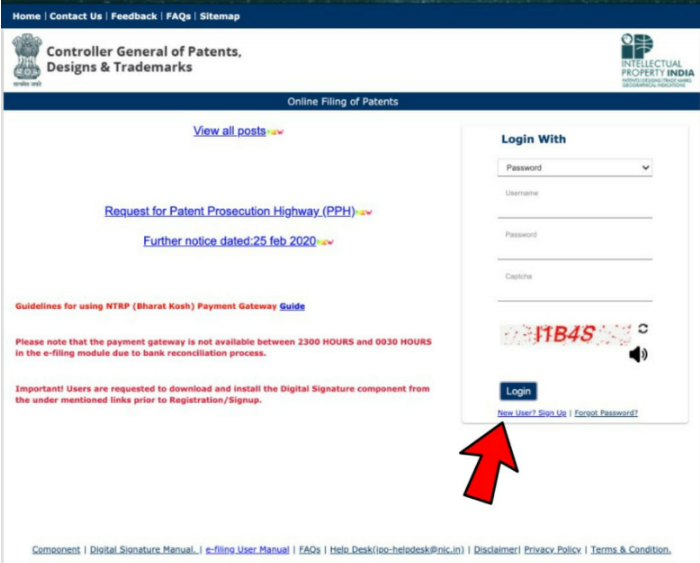 Home | Contact Us | Feedback | FAQs | Sitemap
Controller General of Patents,
Designs & Trademarks
सत्यमेव जयते
INTELLECTUAL
PROPERTY INDIA
PATENTS | DESIGNS | TRADE MARKS
GEOGRAPHICAL INDICATIONS
Online Filing of Patents
View all posts
Request for Patent Prosecution Highway (PPH)
Further notice dated:25 feb 2020
Guidelines for using NTRP (Bharat Kosh) Payment Gateway Guide
Please note that the payment gateway is not available between 2300 HOURS and 0030 HOURS
in the e-filing module due to bank reconciliation process.
Important! Users are requested to download and install the Digital Signature component from
the under mentioned links prior to Registration/Signup.
Login With
Password
Username
Password
Captcha
I1B4S
Login
New User? Sign Up | Forgot Password?
Component | Digital Signature Manual. | e-filing User Manual | FAQs | Help Desk(ipo-helpdesk@nic.in) | Disclaimer| Privacy Policy | Terms & Condition.